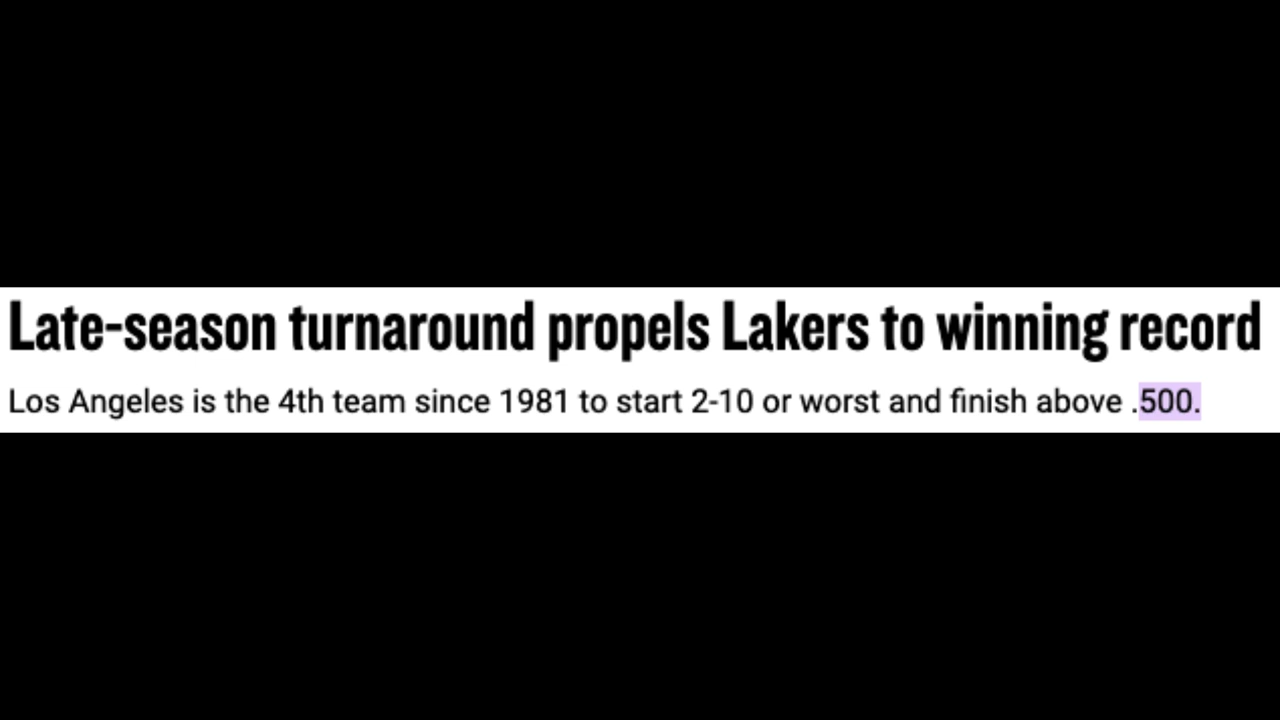 Late-season turnaround propels Lakers to winning record
Los Angeles is the 4th team since 1981 to start 2-10 or worst and finish above .500.